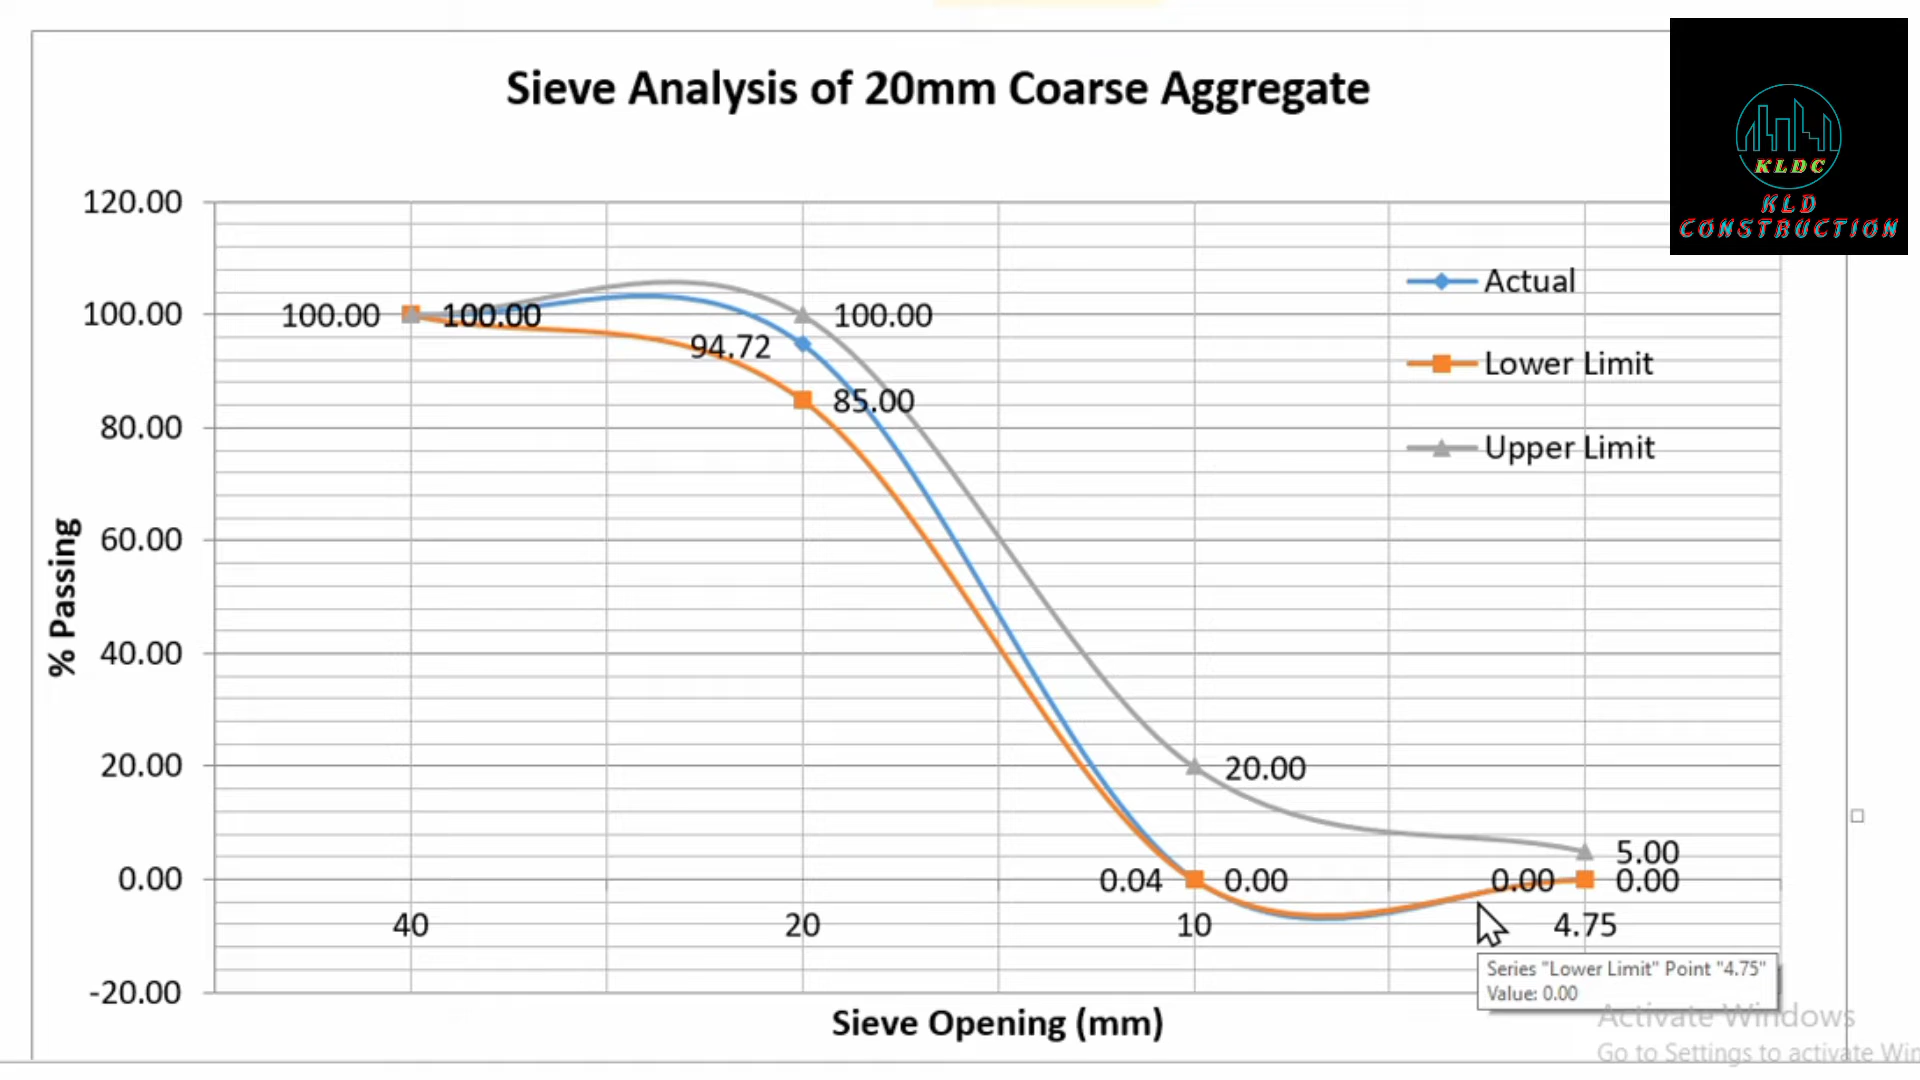 Sieve Analysis of 20mm Coarse Aggregate
KLDC
KLD
CONSTRUCTION
120.00
100.00
80.00
60.00
40.00
20.00
0.00
-20.00
% Passing
100.00
100.00
94.72
100.00
85.00
20.00
0.04
0.00
0.00
5.00
0.00
Actual
Lower Limit
Upper Limit
40
20
10
4.75
Sieve Opening (mm)
Series "Lower Limit" Point "4.75"
Value: 0.00
Activate Windows
Go to Settings to activate Win